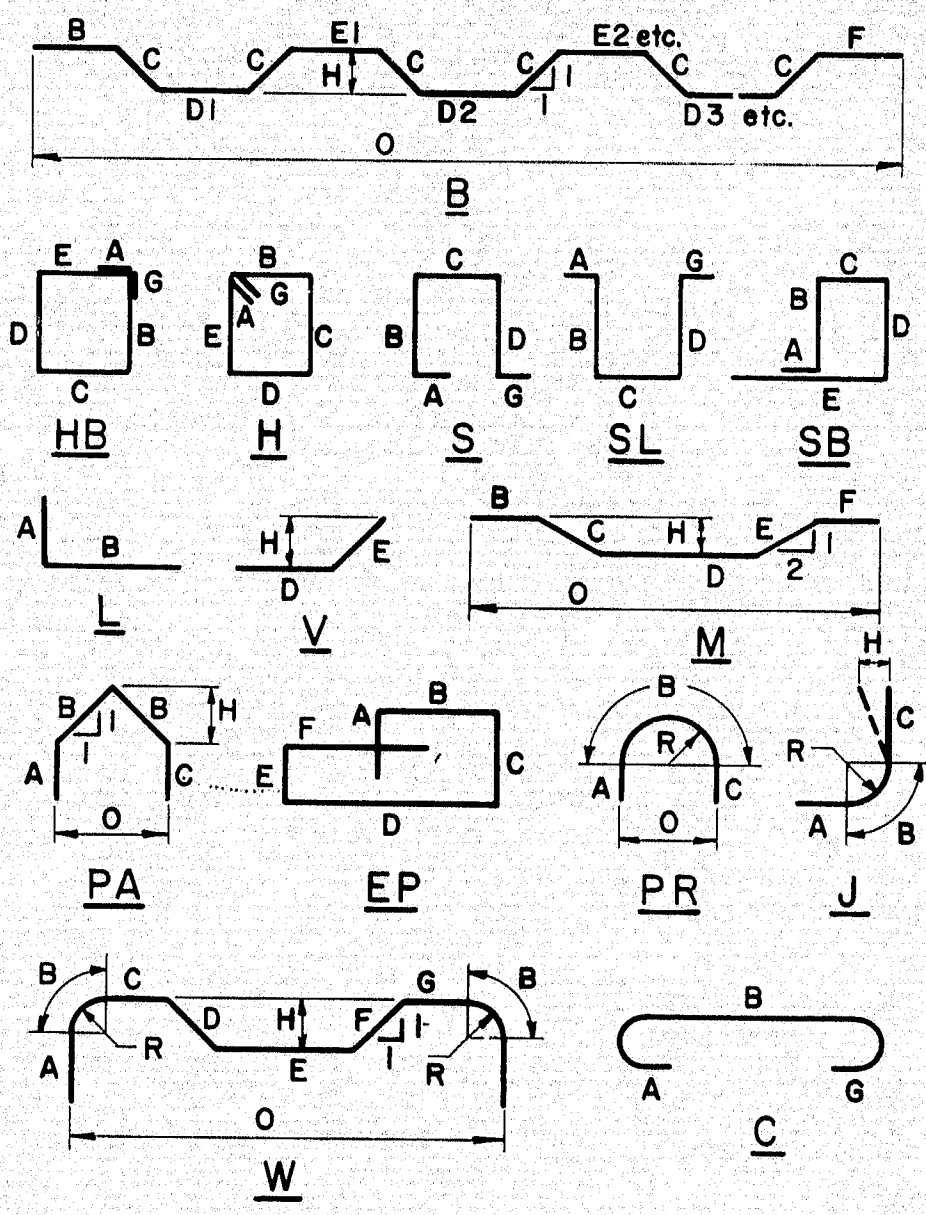 B C C E1 C C E2 etc. C C F
H 1
D1 D2 1 D3 etc.
O
B
E A B C A G C
G G B
D B E A C B D B D A D
C D A G C E
HB H S SL SB
A B H E B C H E F
D D 1
2
O
L V M
H
B B H B B
1 F A R C
1 E C R
A C A C A B
O D O
PA EP PR J
B C G B B
D H F 1
A R E 1 R A G
O
C
W